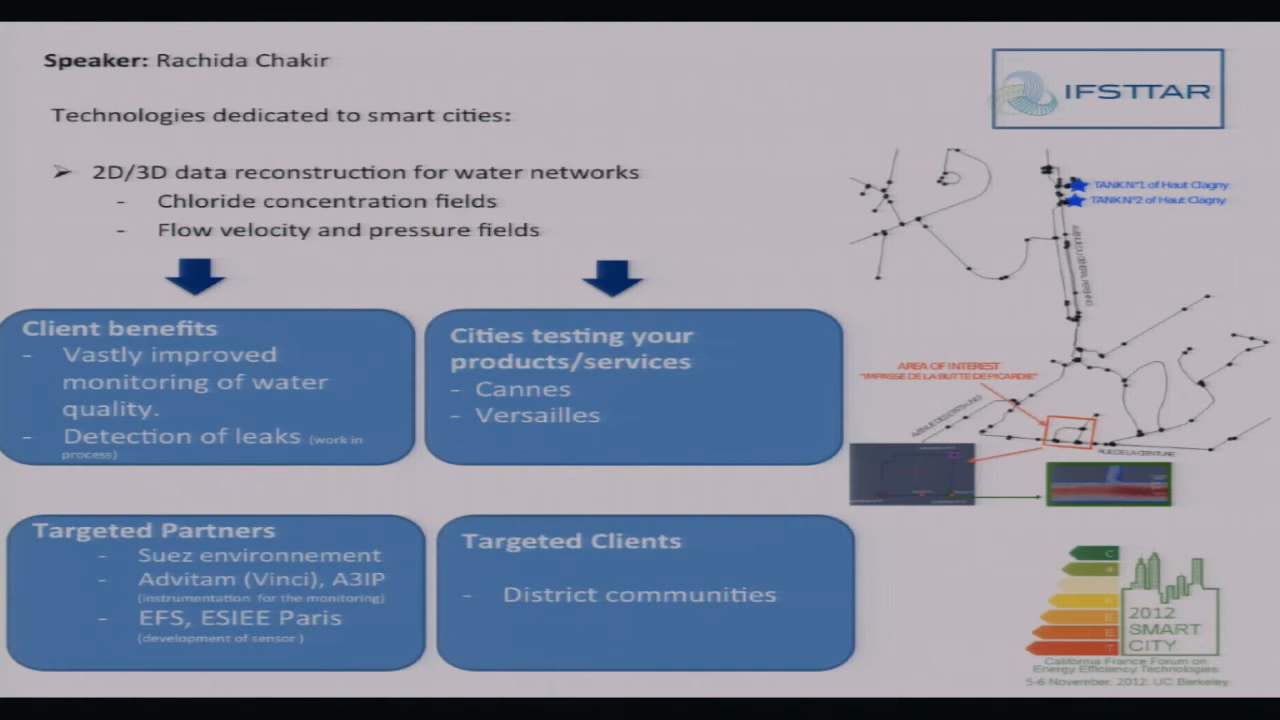 Speaker: Rachida Chakir
IFSTTAR
Technologies dedicated to smart cities:
➢ 2D/3D data reconstruction for water networks
- Chloride concentration fields
- Flow velocity and pressure fields
TANK N°1 of Haut Clagny
TANK N°2 of Haut Clagny
Client benefits
- Vastly improved
monitoring of water
quality.
- Detection of leaks (work in
process)
Cities testing your
products/services
- Cannes
- Versailles
AREA OF INTEREST
"IMPASSE DE LA BUTTE DE PICARDIE"
RUE DE LA CEINTURE
Targeted Partners
- Suez environnement
- Advitam (Vinci), A3IP
(instrumentation for the monitoring)
- EFS, ESIEE Paris
(development of sensor )
Targeted Clients
- District communities
2012
SMART
CITY
California France Forum on
Energy Efficiency Technologies
5-6 November, 2012, UC Berkeley